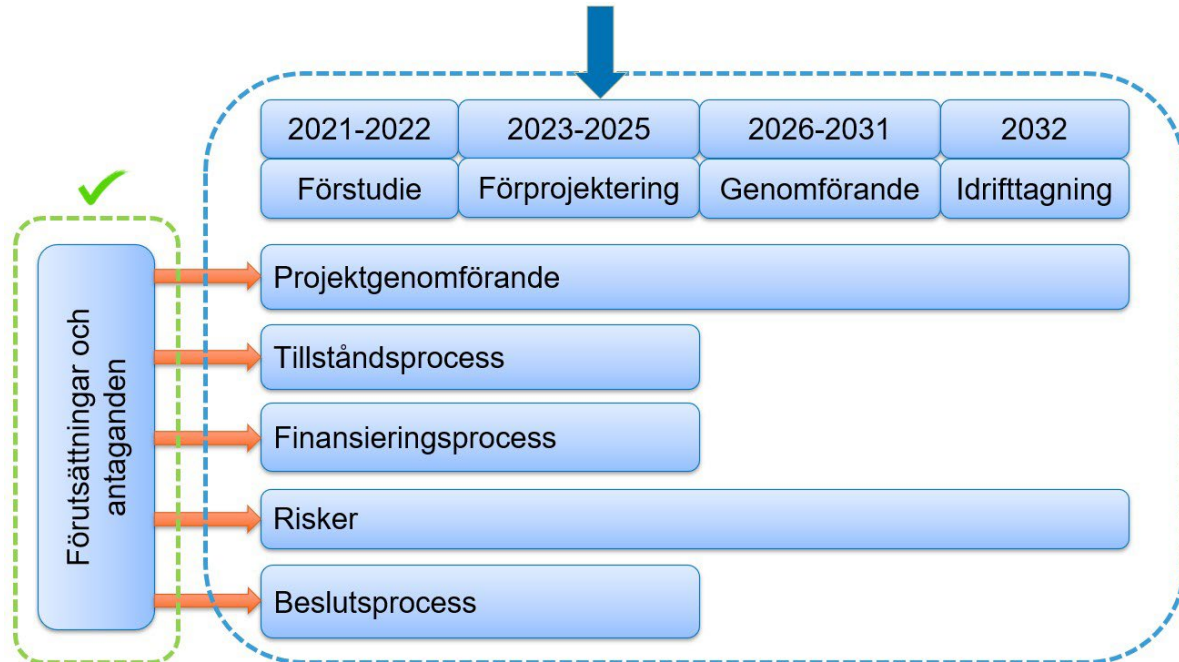 2021-2022
2023-2025
2026-2031
2032
Förstudie
Förprojektering
Genomförande
Idrifttagning
Förutsättningar och
antaganden
Projektgenomförande
Tillståndsprocess
Finansieringsprocess
Risker
Beslutsprocess